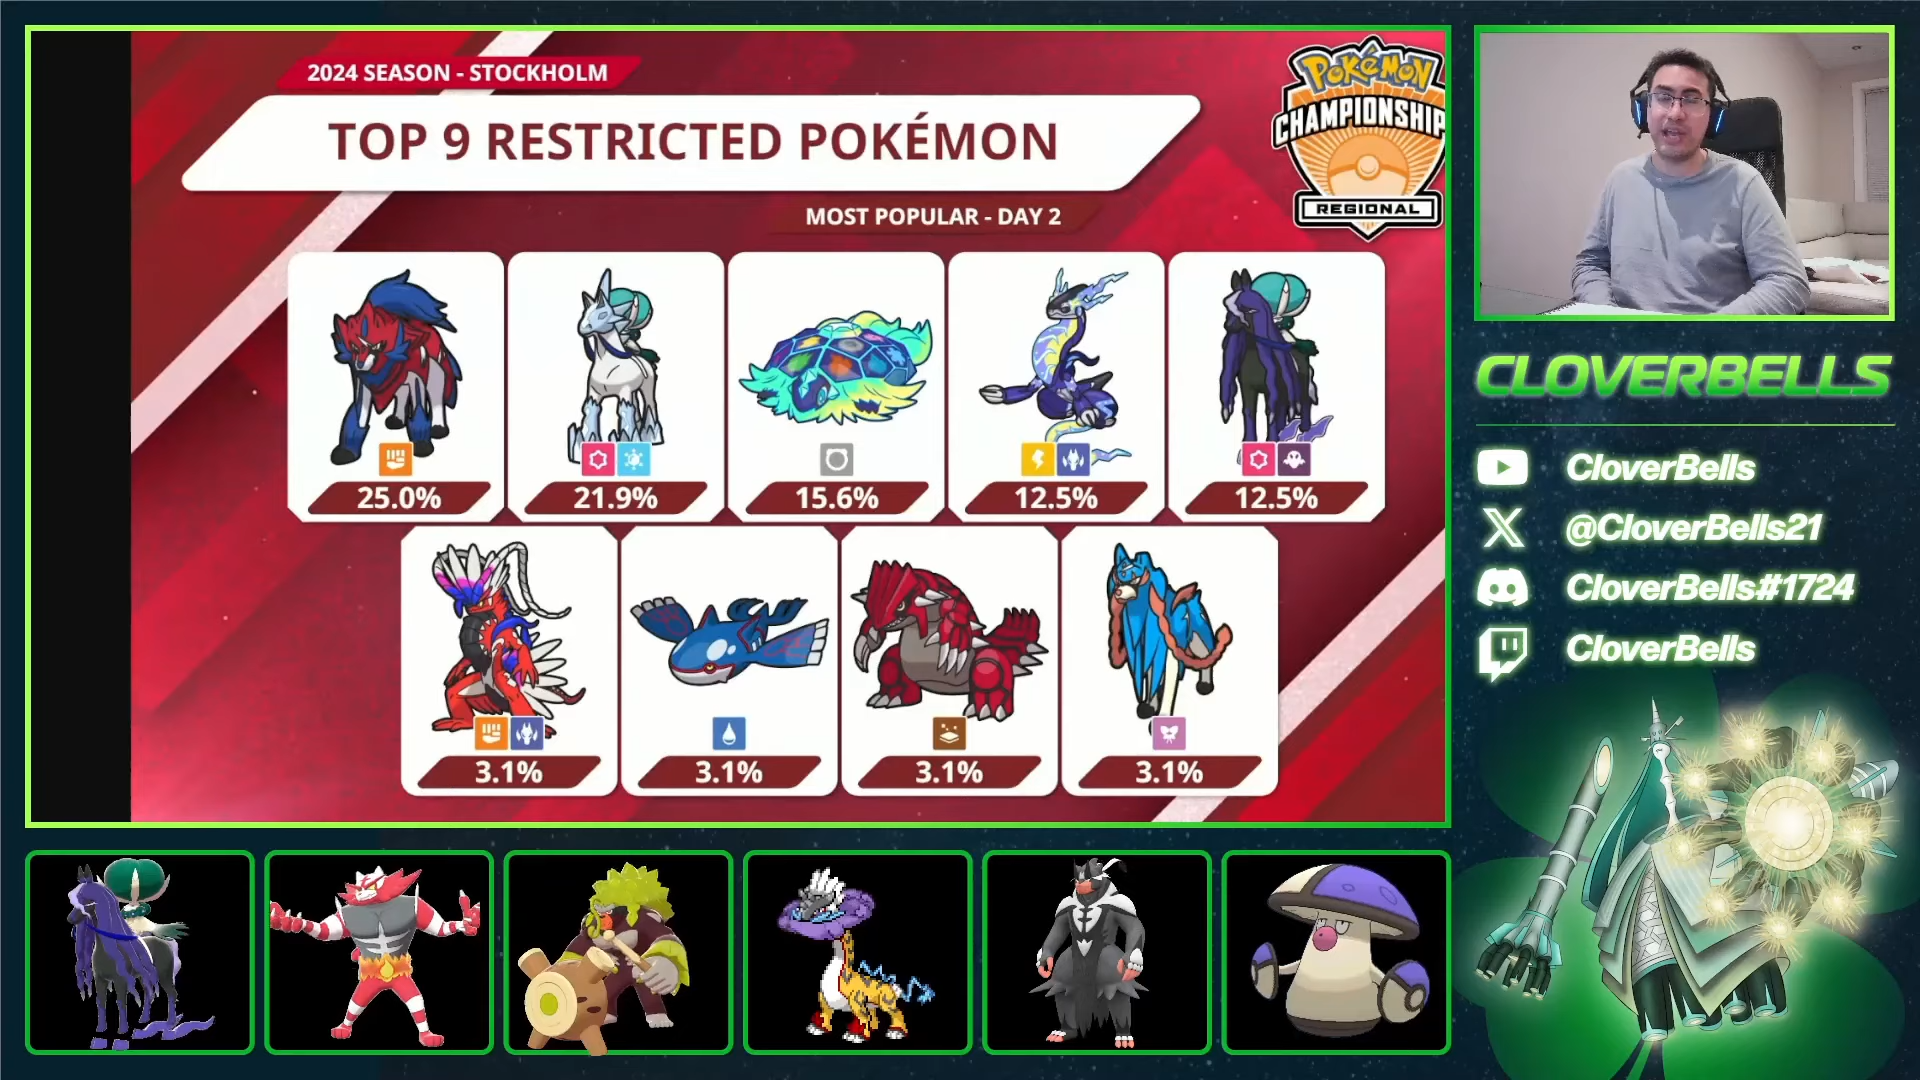 2024 SEASON - STOCKHOLM
TOP 9 RESTRICTED POKÉMON
MOST POPULAR - DAY 2
Pokémon
CHAMPIONSHIP
REGIONAL
25.0%
21.9%
15.6%
12.5%
12.5%
3.1%
3.1%
3.1%
3.1%
CLOVERBELLS
CloverBells
@CloverBells21
CloverBells#1724
CloverBells